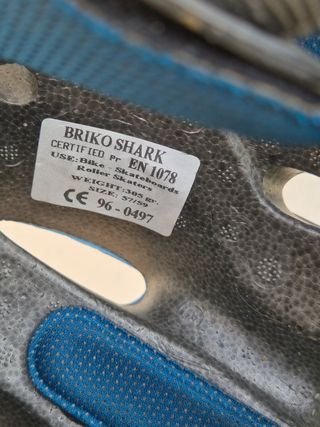 BRIKO SHARK
CERTIFIED Pr EN 1078
USE: Bike - Skateboards
Roller Skaters
WEIGHT: 305 gr.
SIZE: 57/59
CE 96 - 0497